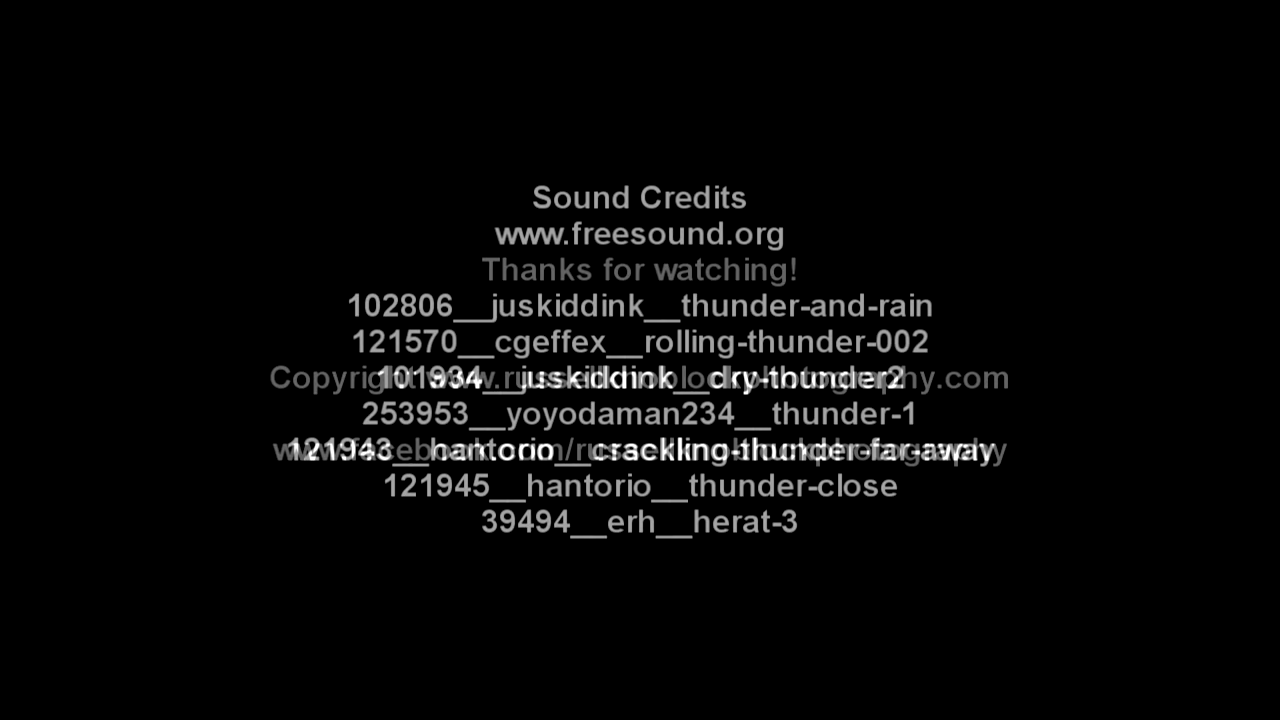 Sound Credits
www.freesound.org
Thanks for watching!
102806__juskiddink__thunder-and-rain
121570__cgeffex__rolling-thunder-002
101934__juskiddink__dry-thunder2
253953__yoyodaman234__thunder-1
121943__hantorio__crackling-thunder-far-away
121945__hantorio__thunder-close
39494__erh__herat-3